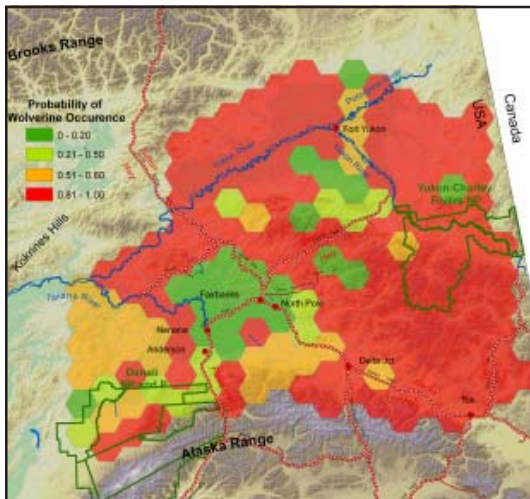 Brooks Range
Probability of
Wolverine Occurence
0 - 0.20
0.21 - 0.50
0.51 - 0.80
0.81 - 1.00
Fort Yukon
USA
Canada
Yukon River
Yukon-Charley
Rivers NP
Kokrines Hills
Tanana River
Fairbanks
North Pole
Nenana
Anderson
Delta Jct
Denali
NP and P
Tok
Alaska Range